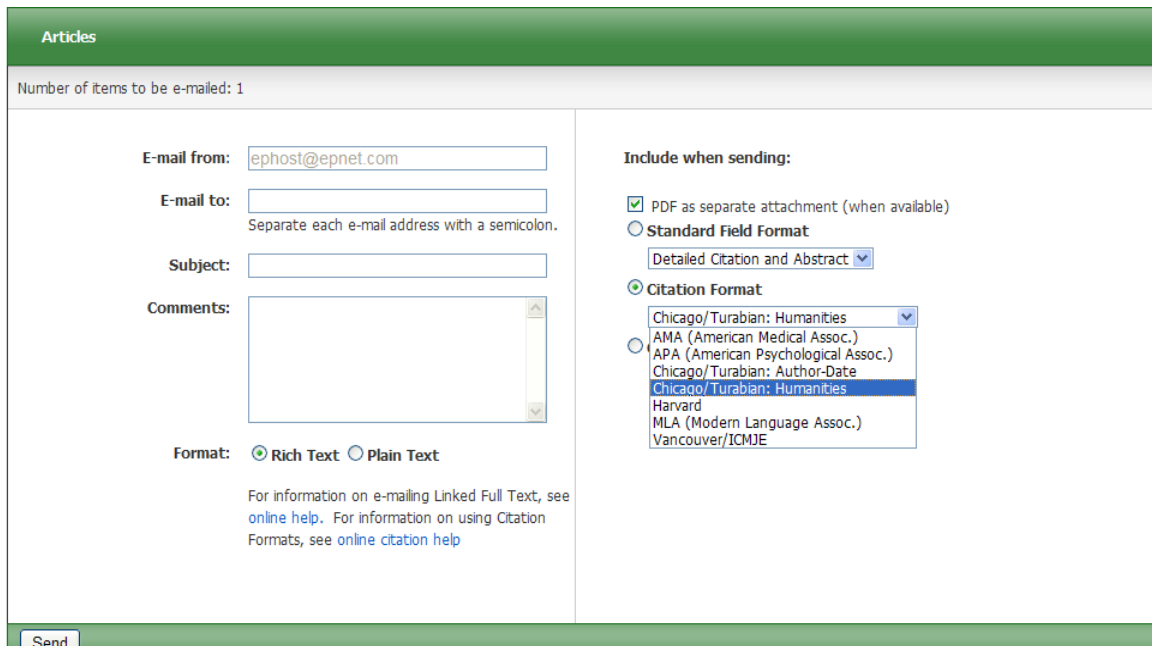 Articles
Number of items to be e-mailed: 1
E-mail from: ephost@epnet.com
E-mail to:
Separate each e-mail address with a semicolon.
Subject:
Comments:
Format: Rich Text Plain Text
For information on e-mailing Linked Full Text, see
online help. For information on using Citation
Formats, see online citation help
Include when sending:
PDF as separate attachment (when available)
Standard Field Format
Detailed Citation and Abstract
Citation Format
Chicago/Turabian: Humanities
AMA (American Medical Assoc.)
APA (American Psychological Assoc.)
Chicago/Turabian: Author-Date
Chicago/Turabian: Humanities
Harvard
MLA (Modern Language Assoc.)
Vancouver/ICMJE
Send